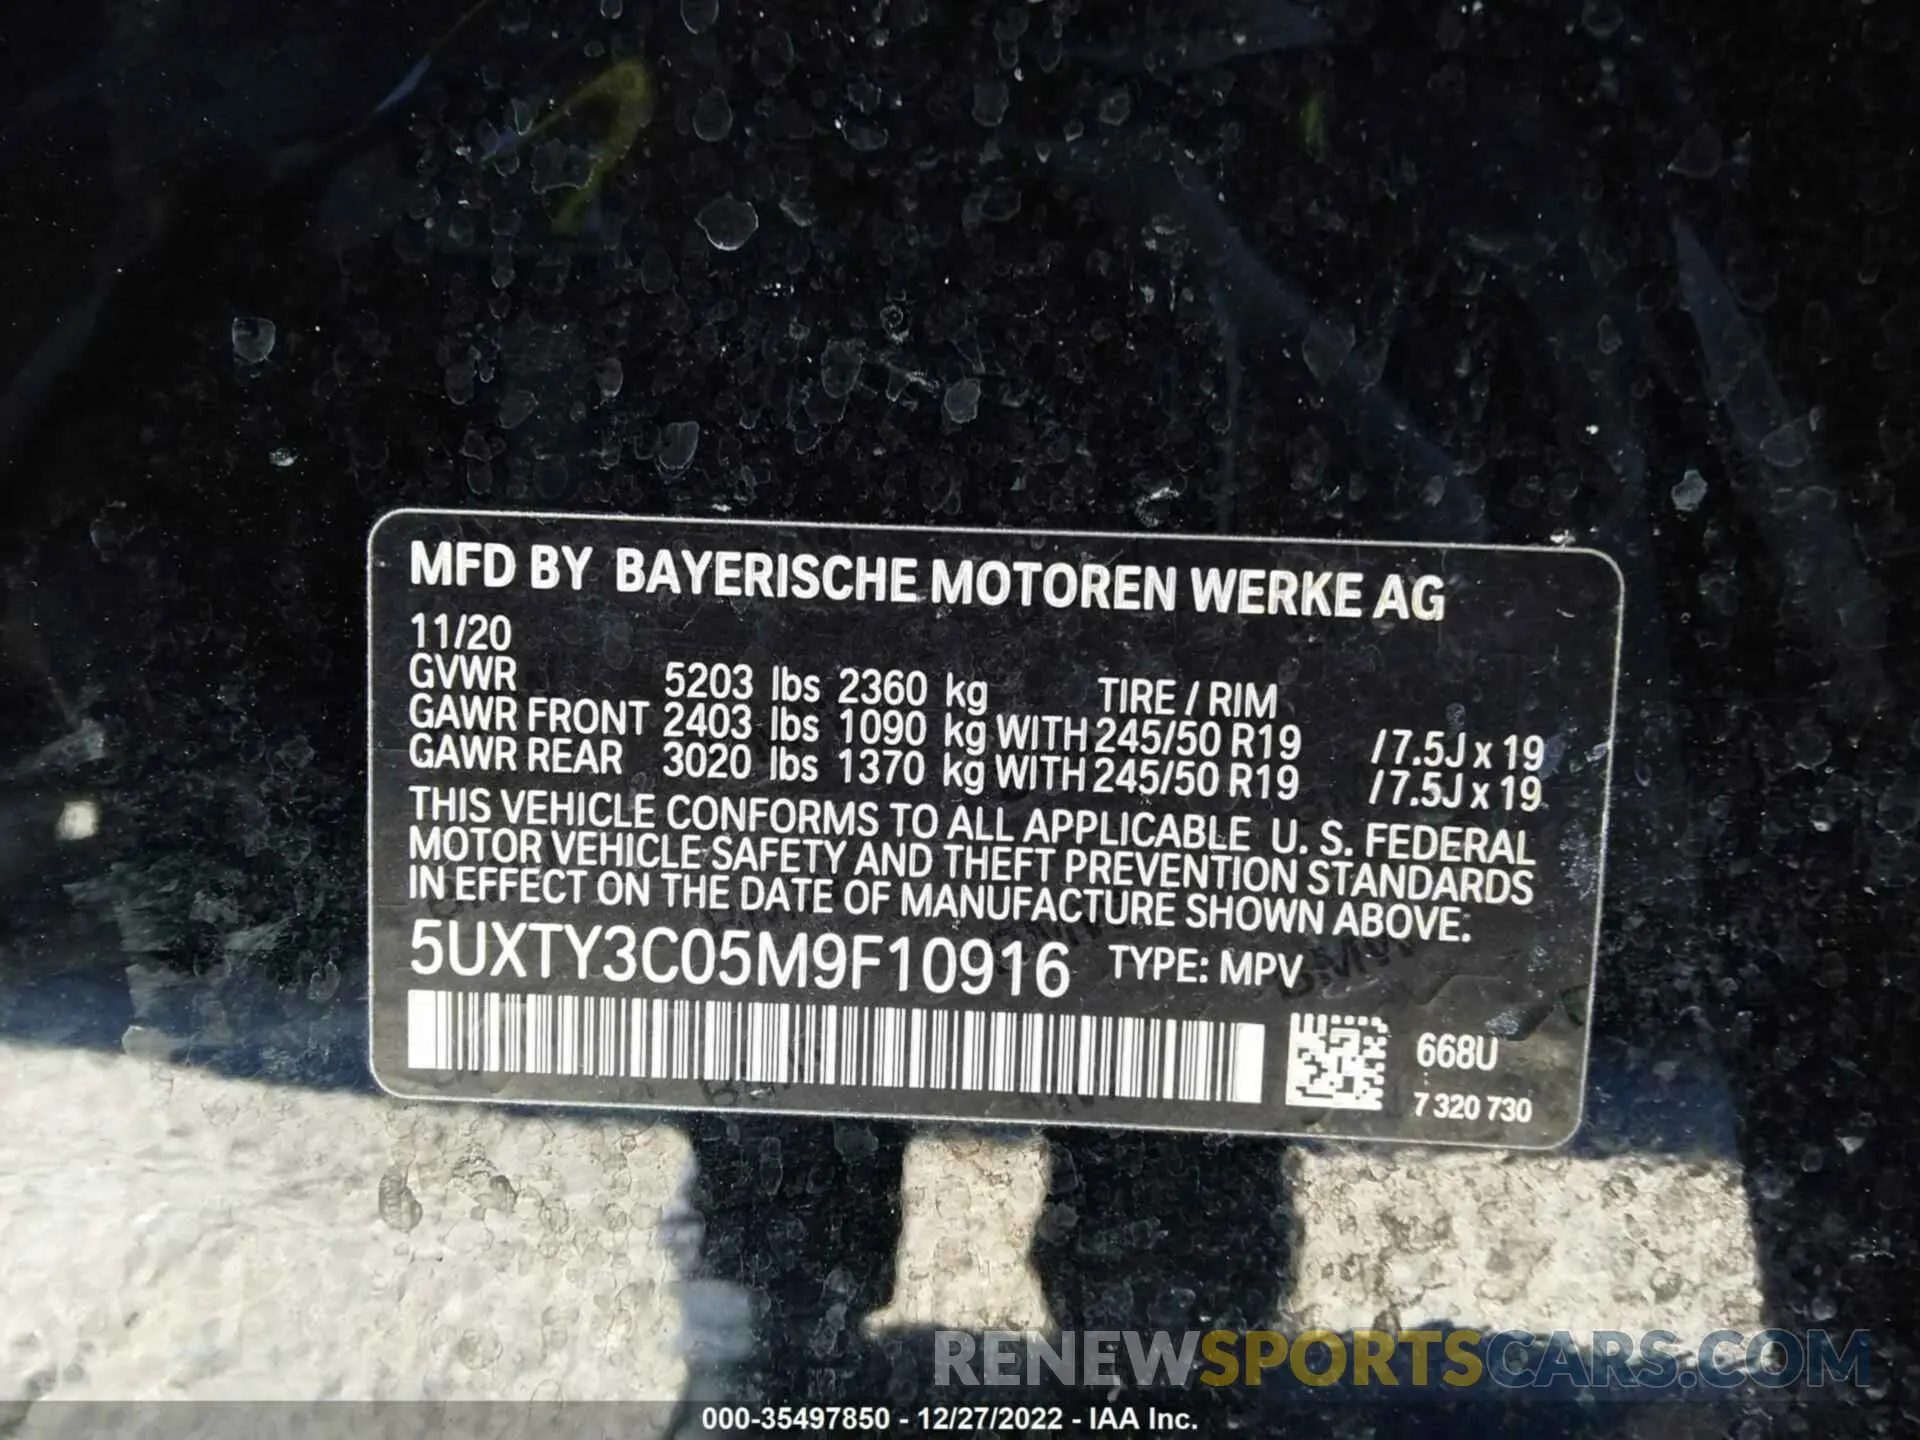 MFD BY BAYERISCHE MOTOREN WERKE AG
11/20
GVWR 5203 lbs 2360 kg TIRE / RIM
GAWR FRONT 2403 lbs 1090 kg WITH 245/50 R19 /7.5J x 19
GAWR REAR 3020 lbs 1370 kg WITH 245/50 R19 /7.5J x 19
THIS VEHICLE CONFORMS TO ALL APPLICABLE U. S. FEDERAL
MOTOR VEHICLE SAFETY AND THEFT PREVENTION STANDARDS
IN EFFECT ON THE DATE OF MANUFACTURE SHOWN ABOVE.
5UXTY3C05M9F10916 TYPE: MPV
668U
7 320 730
RENEWSPORTSCARS.COM
000-35497850 - 12/27/2022 - IAA Inc.